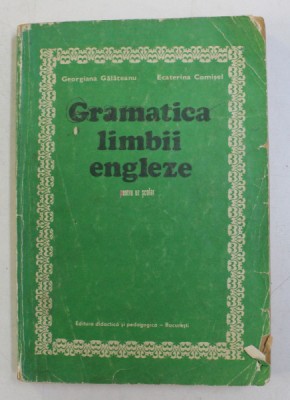 Georgiana Gălățeanu Ecaterina Comișel
Gramatica
limbii
engleze
pentru uz școlar
Editura didactică și pedagogică – București